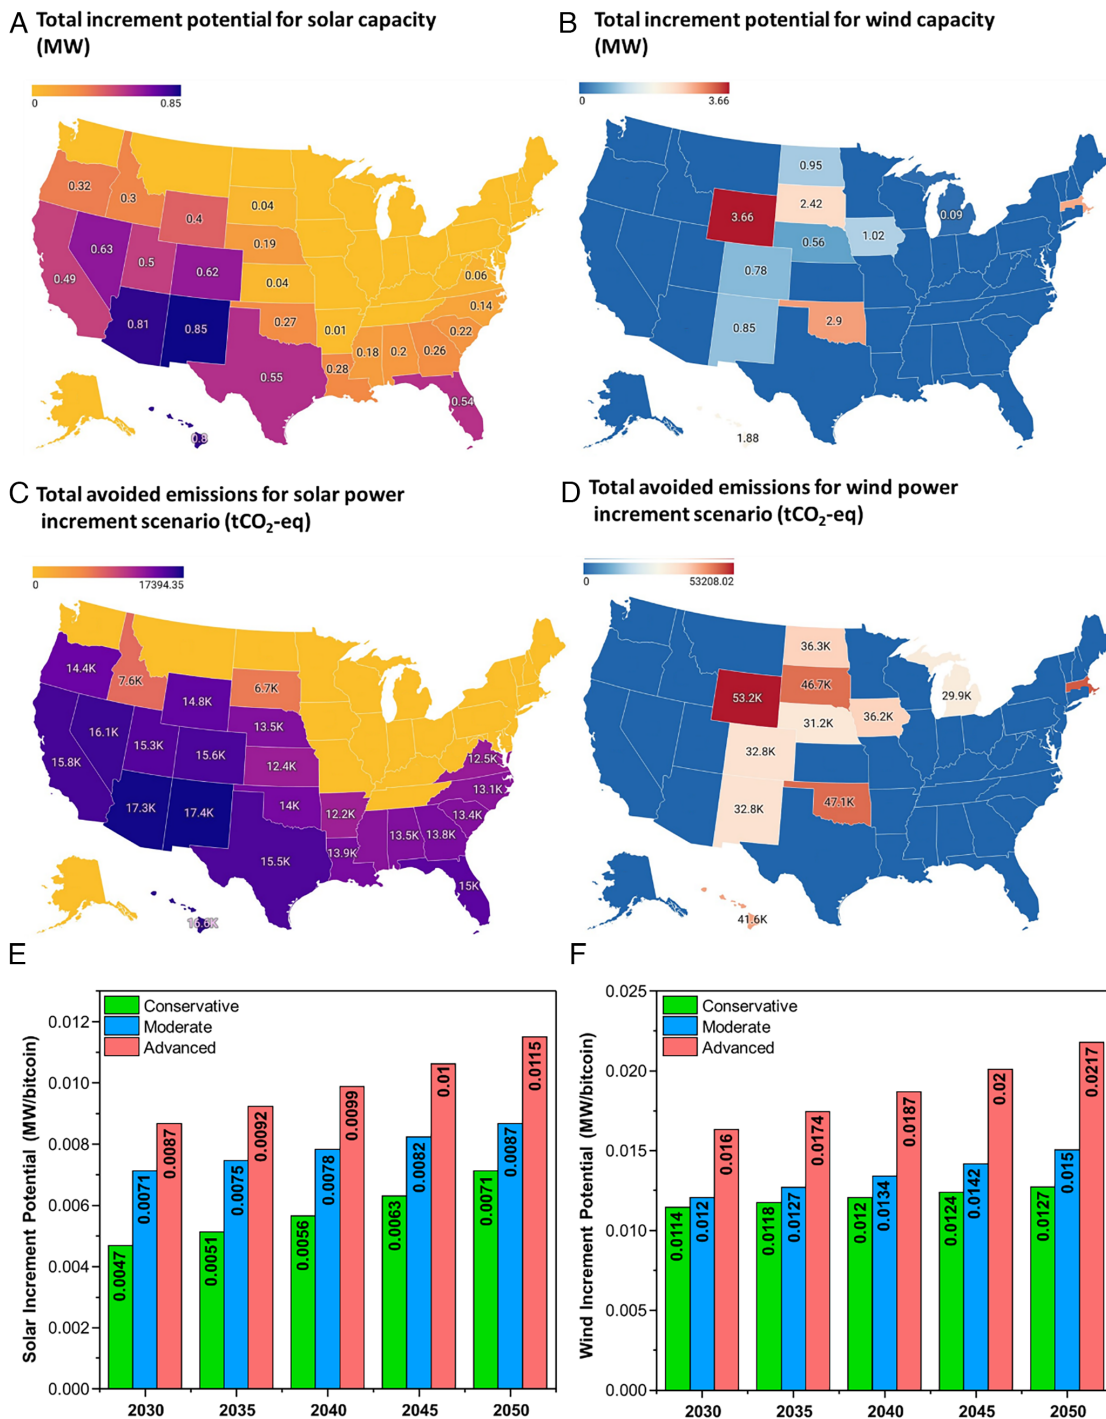 A Total increment potential for solar capacity
(MW)
0 0.85
0.32
0.3
0.4
0.04
0.19
0.63
0.5
0.62
0.04
0.49
0.06
0.14
0.81
0.85
0.27
0.01
0.22
0.18
0.2
0.26
0.28
0.55
0.54
0.8
B Total increment potential for wind capacity
(MW)
0 3.66
0.95
3.66
2.42
0.09
0.56
1.02
0.78
0.85
2.9
1.88
C Total avoided emissions for solar power
increment scenario (tCO₂-eq)
0 17394.35
14.4K
7.6K
14.8K
6.7K
13.5K
16.1K
15.3K
15.6K
15.8K
12.4K
12.5K
13.1K
17.3K
17.4K
14K
12.2K
13.4K
13.5K
13.8K
13.9K
15.5K
15K
16.6K
D Total avoided emissions for wind power
increment scenario (tCO₂-eq)
0 53208.02
36.3K
53.2K
46.7K
29.9K
31.2K
36.2K
32.8K
32.8K
47.1K
41.6K
E
Solar Increment Potential (MW/bitcoin)
Conservative
Moderate
Advanced
0.012
0.010
0.008
0.006
0.004
0.002
0.000
0.0047
0.0071
0.0087
0.0051
0.0075
0.0092
0.0056
0.0078
0.0099
0.0063
0.0082
0.01
0.0071
0.0087
0.0115
2030 2035 2040 2045 2050
F
Wind Increment Potential (MW/bitcoin)
Conservative
Moderate
Advanced
0.025
0.020
0.015
0.010
0.005
0.000
0.0114
0.012
0.016
0.0118
0.0127
0.0174
0.012
0.0134
0.0187
0.0124
0.0142
0.02
0.0127
0.015
0.0217
2030 2035 2040 2045 2050